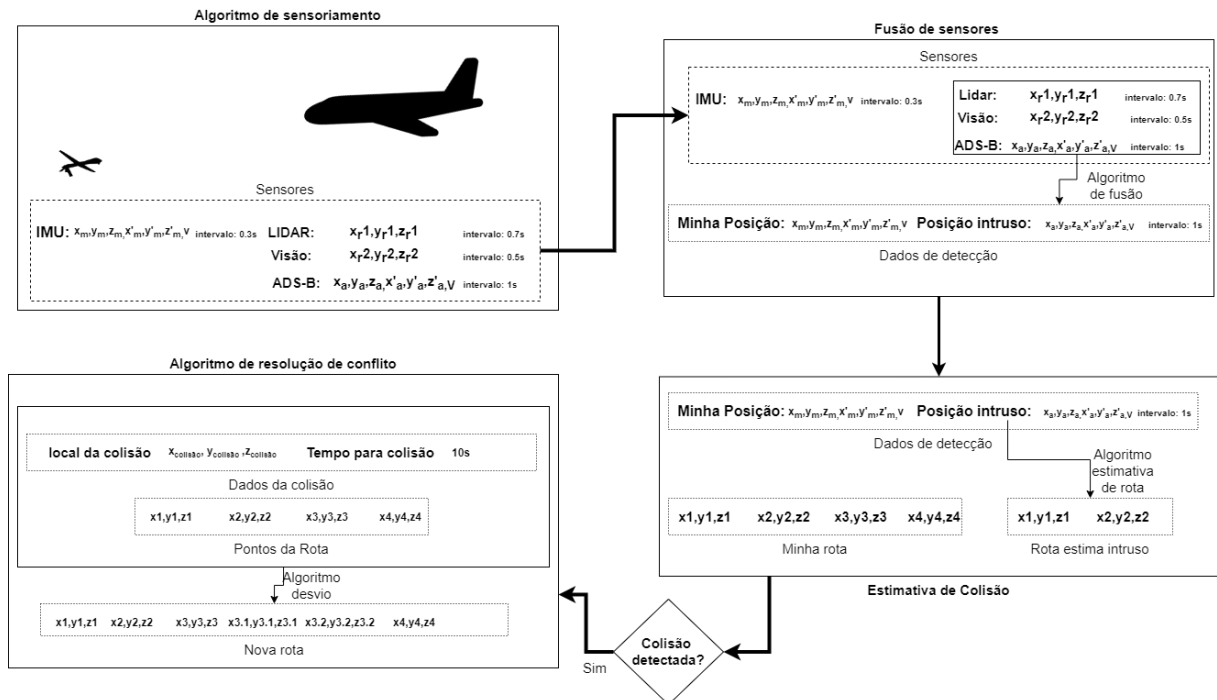 Algoritmo de sensoriamento
Sensores
IMU: xm,ym,zm,x'm,y'm,z'm,v intervalo: 0.3s LIDAR: xr1,yr1,zr1 intervalo: 0.7s
Visão: xr2,yr2,zr2 intervalo: 0.5s
ADS-B: xa,ya,za,x'a,y'a,z'a,V intervalo: 1s
Fusão de sensores
Sensores
IMU: xm,ym,zm,x'm,y'm,z'm,v intervalo: 0.3s
Lidar: xr1,yr1,zr1 intervalo: 0.7s
Visão: xr2,yr2,zr2 intervalo: 0.5s
ADS-B: xa,ya,za,x'a,y'a,z'a,V intervalo: 1s
Algoritmo
de fusão
Minha Posição: xm,ym,zm,x'm,y'm,z'm,v Posição intruso: xa,ya,za,x'a,y'a,z'a,V intervalo: 1s
Dados de detecção
Minha Posição: xm,ym,zm,x'm,y'm,z'm,v Posição intruso: xa,ya,za,x'a,y'a,z'a,V intervalo: 1s
Dados de detecção
Algoritmo
estimativa
de rota
x1,y1,z1 x2,y2,z2 x3,y3,z3 x4,y4,z4
Minha rota
x1,y1,z1 x2,y2,z2
Rota estima intruso
Estimativa de Colisão
Colisão
detectada?
Sim
Algoritmo de resolução de conflito
local da colisão xcolisão, ycolisão ,zcolisão Tempo para colisão 10s
Dados da colisão
x1,y1,z1 x2,y2,z2 x3,y3,z3 x4,y4,z4
Pontos da Rota
Algoritmo
desvio
x1,y1,z1 x2,y2,z2 x3,y3,z3 x3.1,y3.1,z3.1 x3.2,y3.2,z3.2 x4,y4,z4
Nova rota